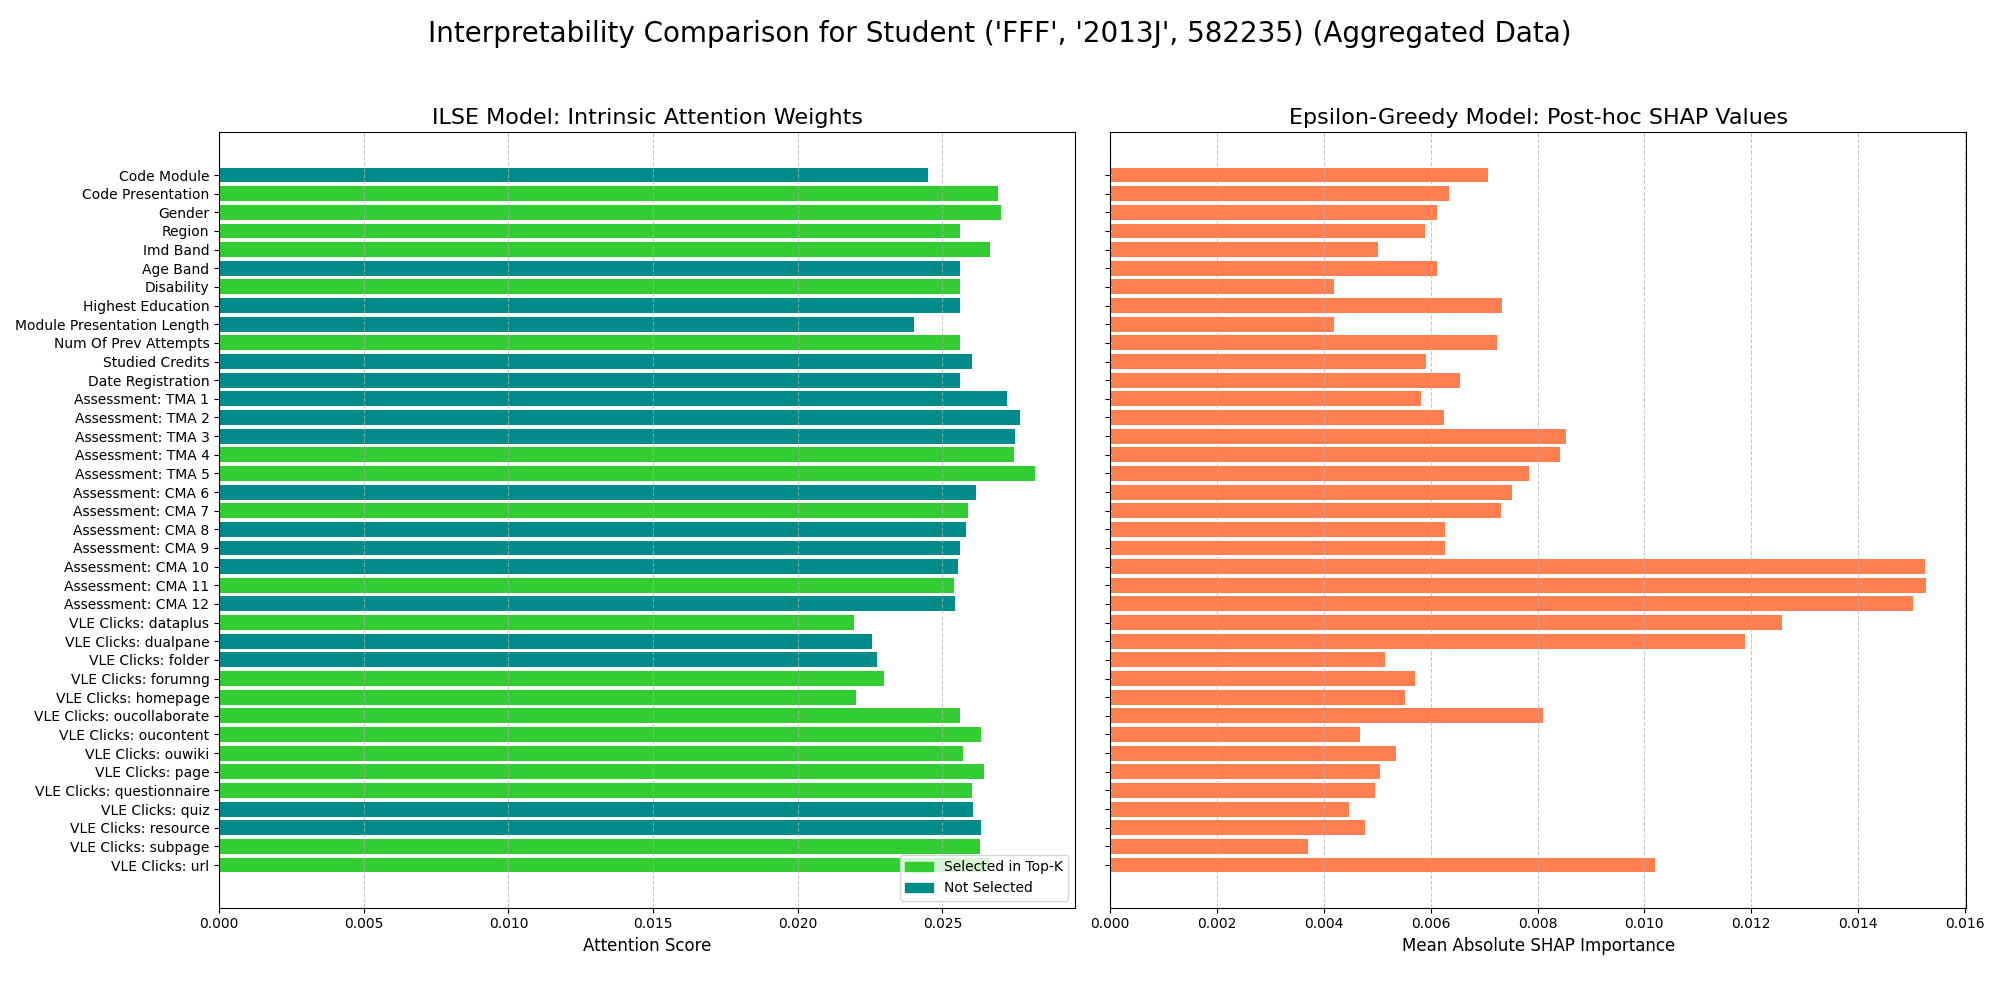 Interpretability Comparison for Student ('FFF', '2013J', 582235) (Aggregated Data)
ILSE Model: Intrinsic Attention Weights
Code Module
Code Presentation
Gender
Region
Imd Band
Age Band
Disability
Highest Education
Module Presentation Length
Num Of Prev Attempts
Studied Credits
Date Registration
Assessment: TMA 1
Assessment: TMA 2
Assessment: TMA 3
Assessment: TMA 4
Assessment: TMA 5
Assessment: CMA 6
Assessment: CMA 7
Assessment: CMA 8
Assessment: CMA 9
Assessment: CMA 10
Assessment: CMA 11
Assessment: CMA 12
VLE Clicks: dataplus
VLE Clicks: dualpane
VLE Clicks: folder
VLE Clicks: forumng
VLE Clicks: homepage
VLE Clicks: oucollaborate
VLE Clicks: oucontent
VLE Clicks: ouwiki
VLE Clicks: page
VLE Clicks: questionnaire
VLE Clicks: quiz
VLE Clicks: resource
VLE Clicks: subpage
VLE Clicks: url
Selected in Top-K
Not Selected
0.000 0.005 0.010 0.015 0.020 0.025
Attention Score
Epsilon-Greedy Model: Post-hoc SHAP Values
0.000 0.002 0.004 0.006 0.008 0.010 0.012 0.014 0.016
Mean Absolute SHAP Importance